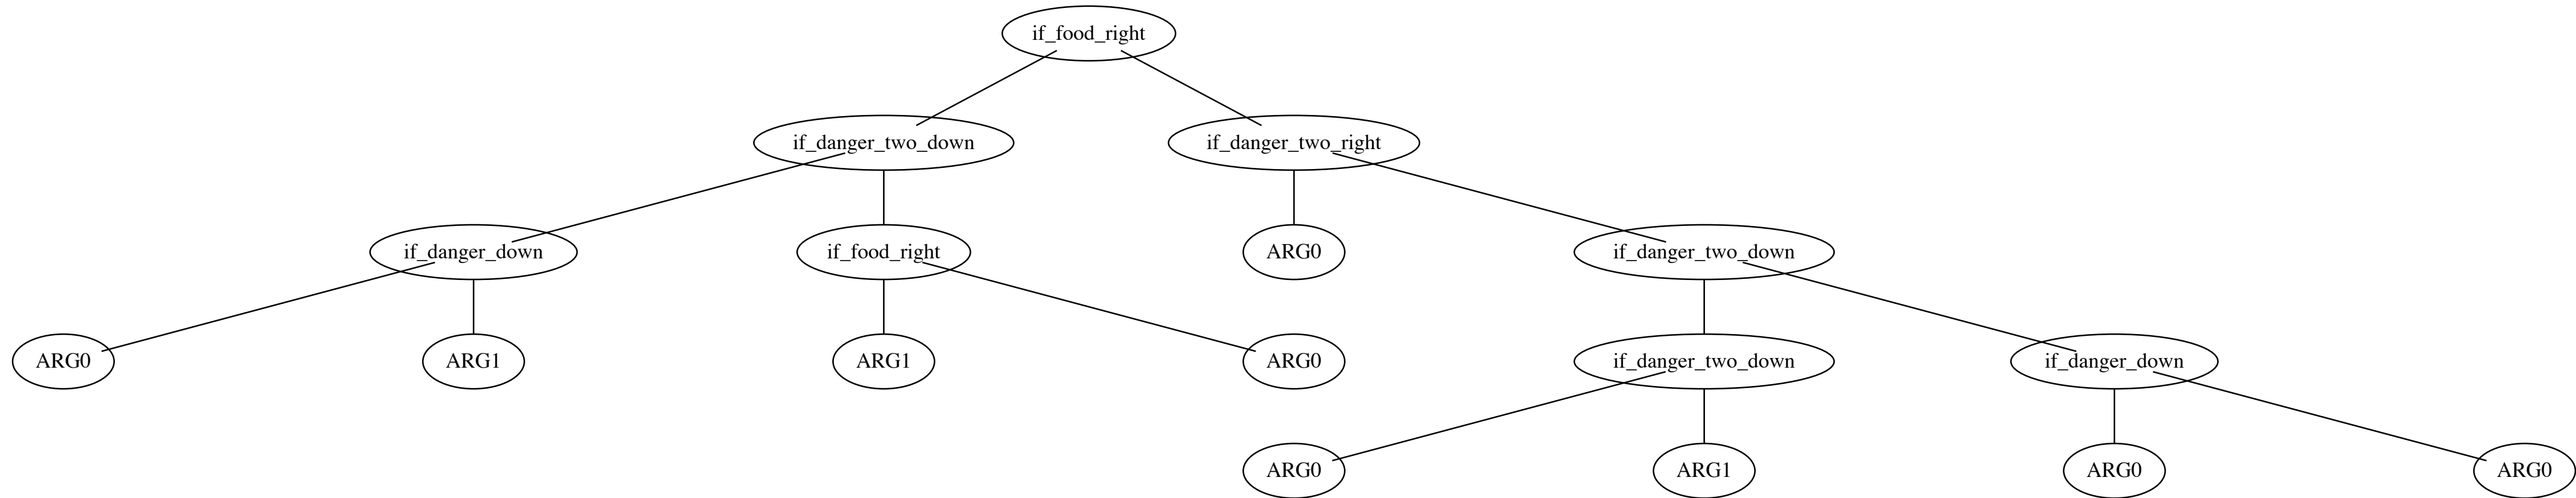 if_food_right
if_danger_two_down
if_danger_two_right
if_danger_down
if_food_right
ARG0
if_danger_two_down
ARG0
ARG1
ARG1
ARG0
if_danger_two_down
if_danger_down
ARG0
ARG1
ARG0
ARG0